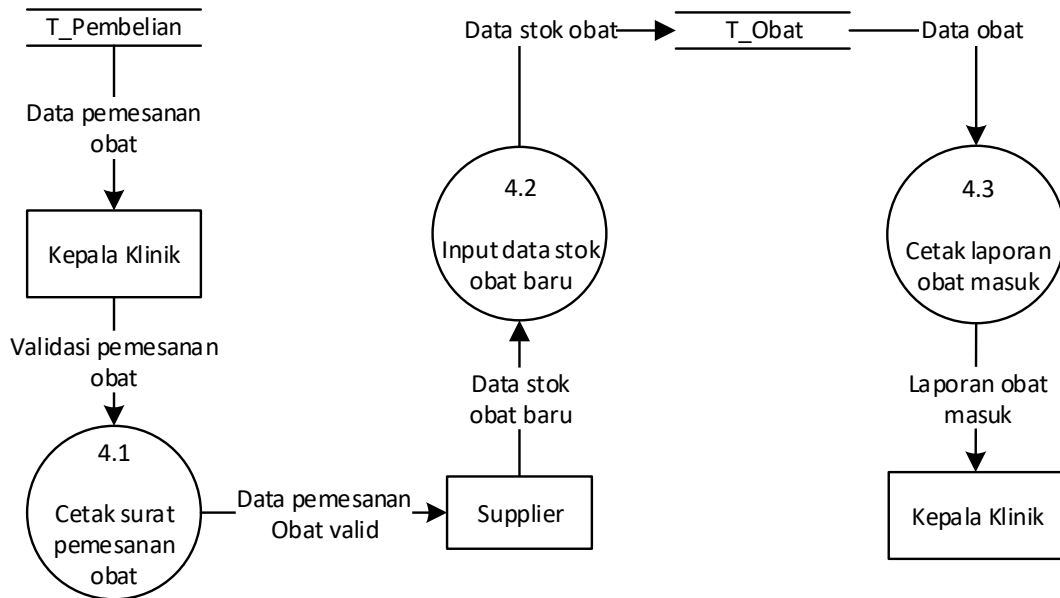 T_Pembelian
Data pemesanan
obat
Kepala Klinik
Validasi pemesanan
obat
4.1
Cetak surat
pemesanan
obat
Data pemesanan
Obat valid
Supplier
Data stok
obat baru
4.2
Input data stok
obat baru
Data stok obat
T_Obat
Data obat
4.3
Cetak laporan
obat masuk
Laporan obat
masuk
Kepala Klinik